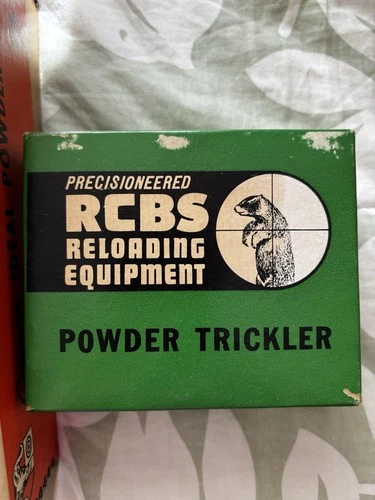 PRECISIONEERED
RCBS
RELOADING
EQUIPMENT
POWDER TRICKLER